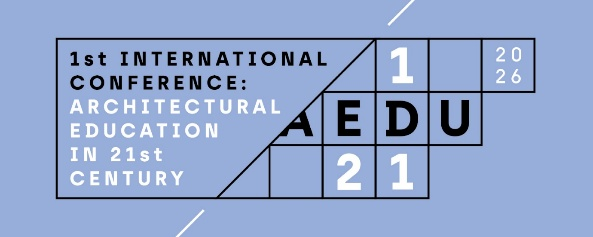 1st INTERNATIONAL
CONFERENCE:
ARCHITECTURAL
EDUCATION
IN 21st
CENTURY
1
20
26
AEDU
21